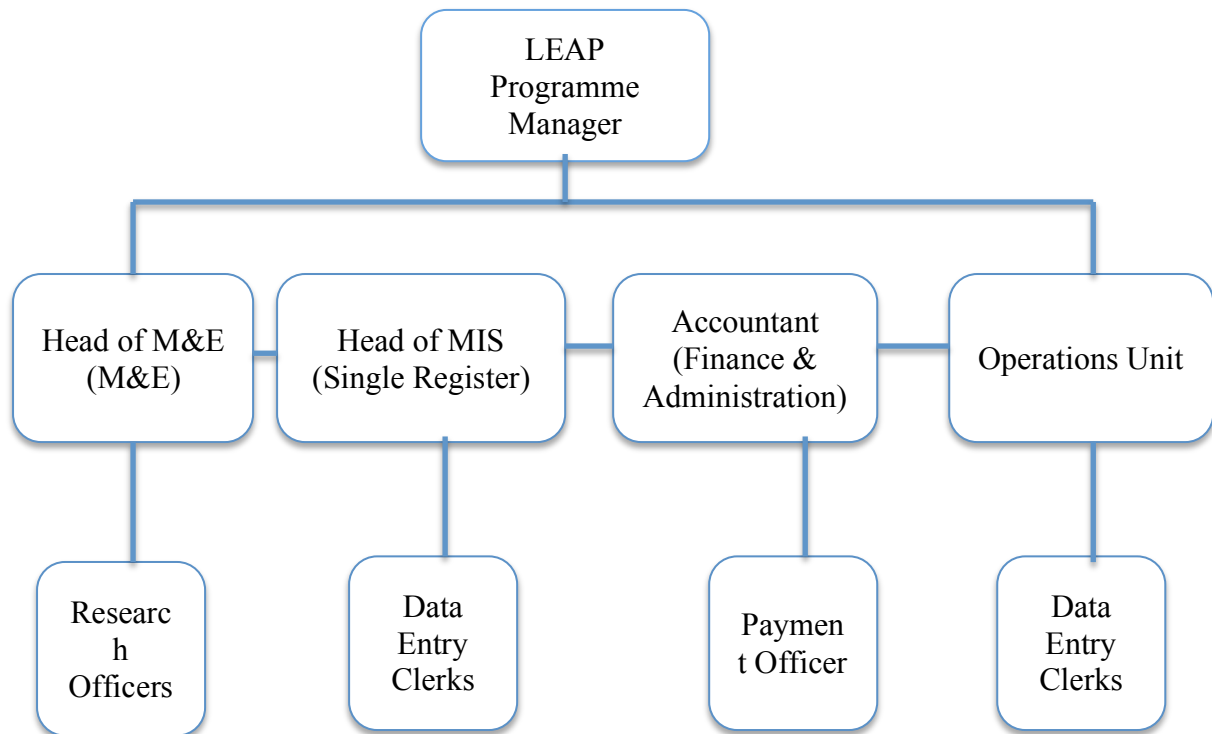 LEAP
Programme
Manager
Head of M&E
(M&E)
Head of MIS
(Single Register)
Accountant
(Finance &
Administration)
Operations Unit
Researc
h
Officers
Data
Entry
Clerks
Paymen
t Officer
Data
Entry
Clerks